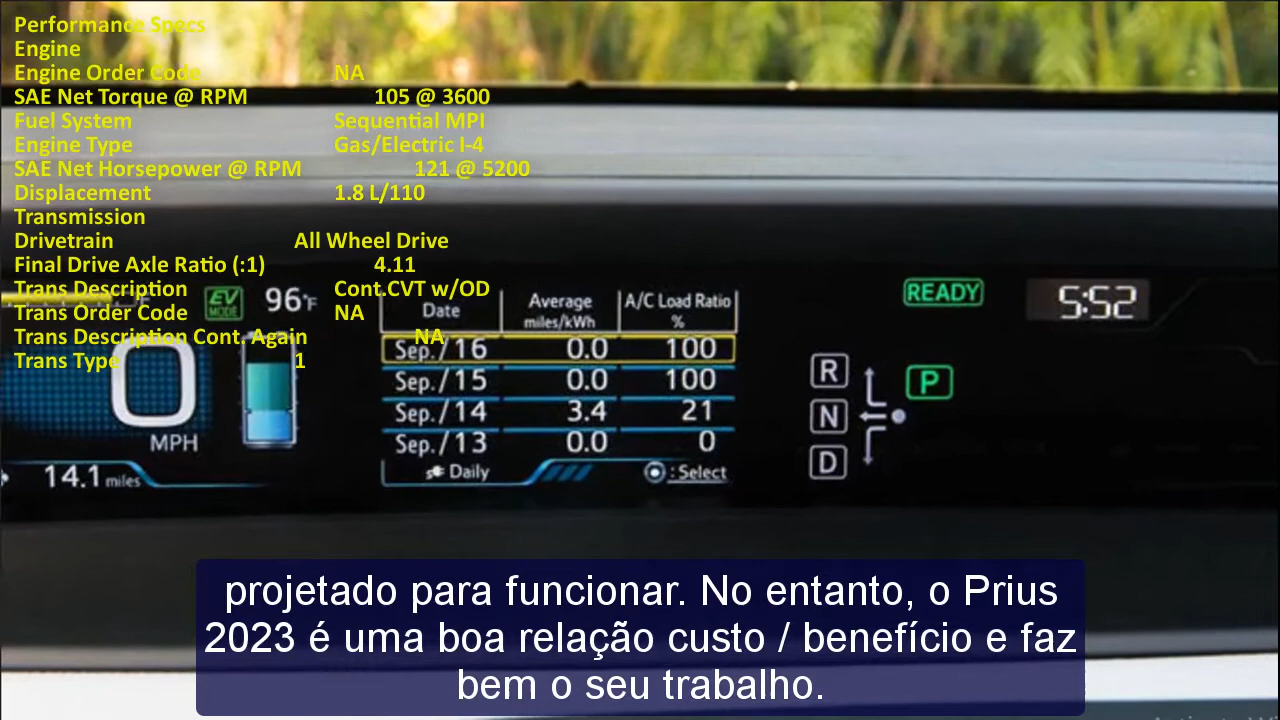 Performance Specs
Engine
Engine Order Code NA
SAE Net Torque @ RPM 105 @ 3600
Fuel System Sequential MPI
Engine Type Gas/Electric I-4
SAE Net Horsepower @ RPM 121 @ 5200
Displacement 1.8 L/110
Transmission
Drivetrain All Wheel Drive
Final Drive Axle Ratio (:1) 4.11
Trans Description Cont.CVT w/OD
Trans Order Code NA
Trans Description Cont. Again NA
Trans Type 1
EV MODE 96°F
0
MPH
14.1 miles
Date Average miles/kWh A/C Load Ratio %
Sep./16 0.0 100
Sep./15 0.0 100
Sep./14 3.4 21
Sep./13 0.0 0
Daily : Select
READY 5:52
R
P
N
D
projetado para funcionar. No entanto, o Prius
2023 é uma boa relação custo / benefício e faz
bem o seu trabalho.